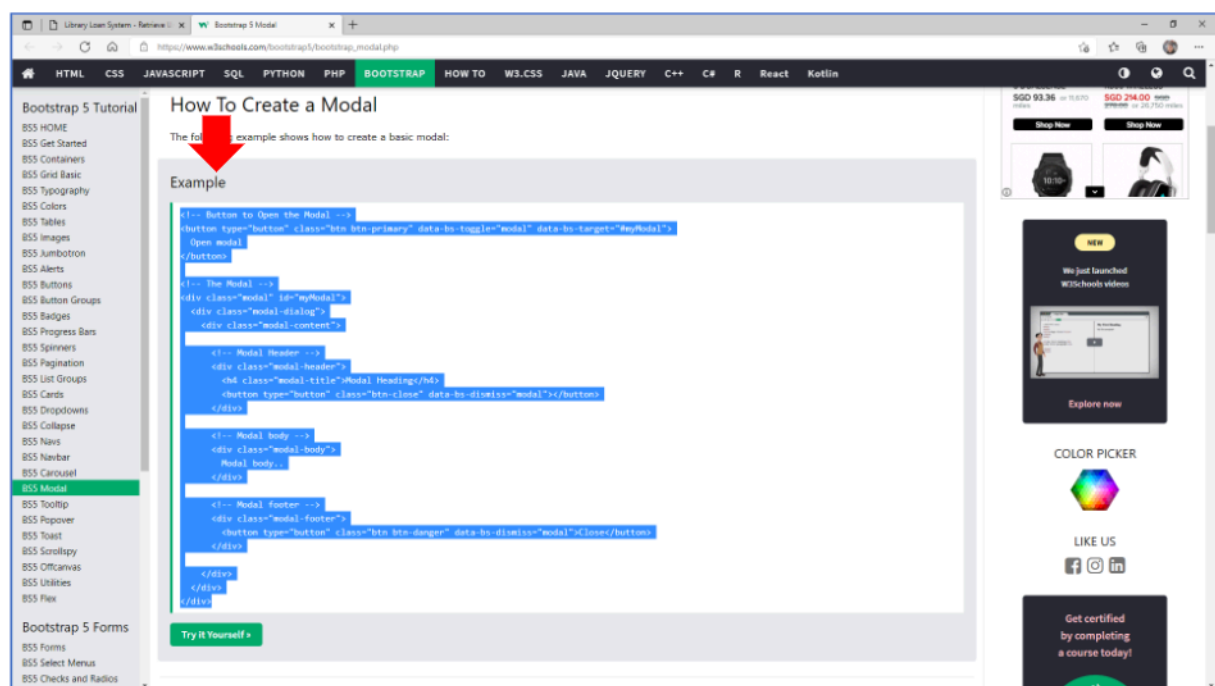 Library Loan System - Retrieve U
Bootstrap 5 Modal
https://www.w3schools.com/bootstrap5/bootstrap_modal.php
HTML CSS JAVASCRIPT SQL PYTHON PHP BOOTSTRAP HOW TO W3.CSS JAVA JQUERY C++ C# R React Kotlin
Bootstrap 5 Tutorial
BS5 HOME
BS5 Get Started
BS5 Containers
BS5 Grid Basic
BS5 Typography
BS5 Colors
BS5 Tables
BS5 Images
BS5 Jumbotron
BS5 Alerts
BS5 Buttons
BS5 Button Groups
BS5 Badges
BS5 Progress Bars
BS5 Spinners
BS5 Pagination
BS5 List Groups
BS5 Cards
BS5 Dropdowns
BS5 Collapse
BS5 Navs
BS5 Navbar
BS5 Carousel
BS5 Modal
BS5 Tooltip
BS5 Popover
BS5 Toast
BS5 Scrollspy
BS5 Offcanvas
BS5 Utilities
BS5 Flex
Bootstrap 5 Forms
BS5 Forms
BS5 Select Menus
BS5 Checks and Radios
How To Create a Modal
The example shows how to create a basic modal:
Example
<!-- Button to Open the Modal -->
<button type="button" class="btn btn-primary" data-bs-toggle="modal" data-bs-target="#myModal">
Open modal
</button>
<!-- The Modal -->
<div class="modal" id="myModal">
<div class="modal-dialog">
<div class="modal-content">
<!-- Modal Header -->
<div class="modal-header">
<h4 class="modal-title">Modal Heading</h4>
<button type="button" class="btn-close" data-bs-dismiss="modal"></button>
</div>
<!-- Modal body -->
<div class="modal-body">
Modal body..
</div>
<!-- Modal footer -->
<div class="modal-footer">
<button type="button" class="btn btn-danger" data-bs-dismiss="modal">Close</button>
</div>
</div>
</div>
</div>
Try it Yourself »
SGD 93.36 or 11,670
miles
Shop Now
SGD 214.00 SGD
or 26,750 miles
Shop Now
10:10
NEW
We just launched
W3Schools videos
Explore now
COLOR PICKER
LIKE US
Get certified
by completing
a course today!